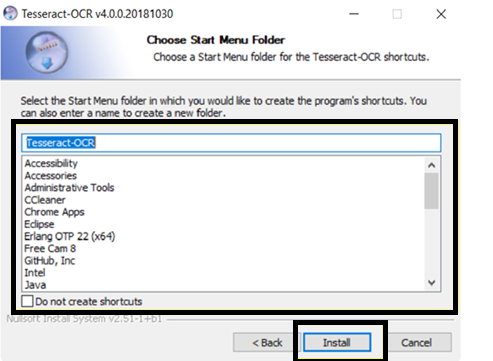 Tesseract-OCR v4.0.0.20181030
Choose Start Menu Folder
Choose a Start Menu folder for the Tesseract-OCR shortcuts.
Select the Start Menu folder in which you would like to create the program's shortcuts. You
can also enter a name to create a new folder.
Tesseract-OCR
Accessibility
Accessories
Administrative Tools
CCleaner
Chrome Apps
Eclipse
Erlang OTP 22 (x64)
Free Cam 8
GitHub, Inc
Intel
Java
Do not create shortcuts
Nullsoft Install System v2.51-1+b1
< Back
Install
Cancel